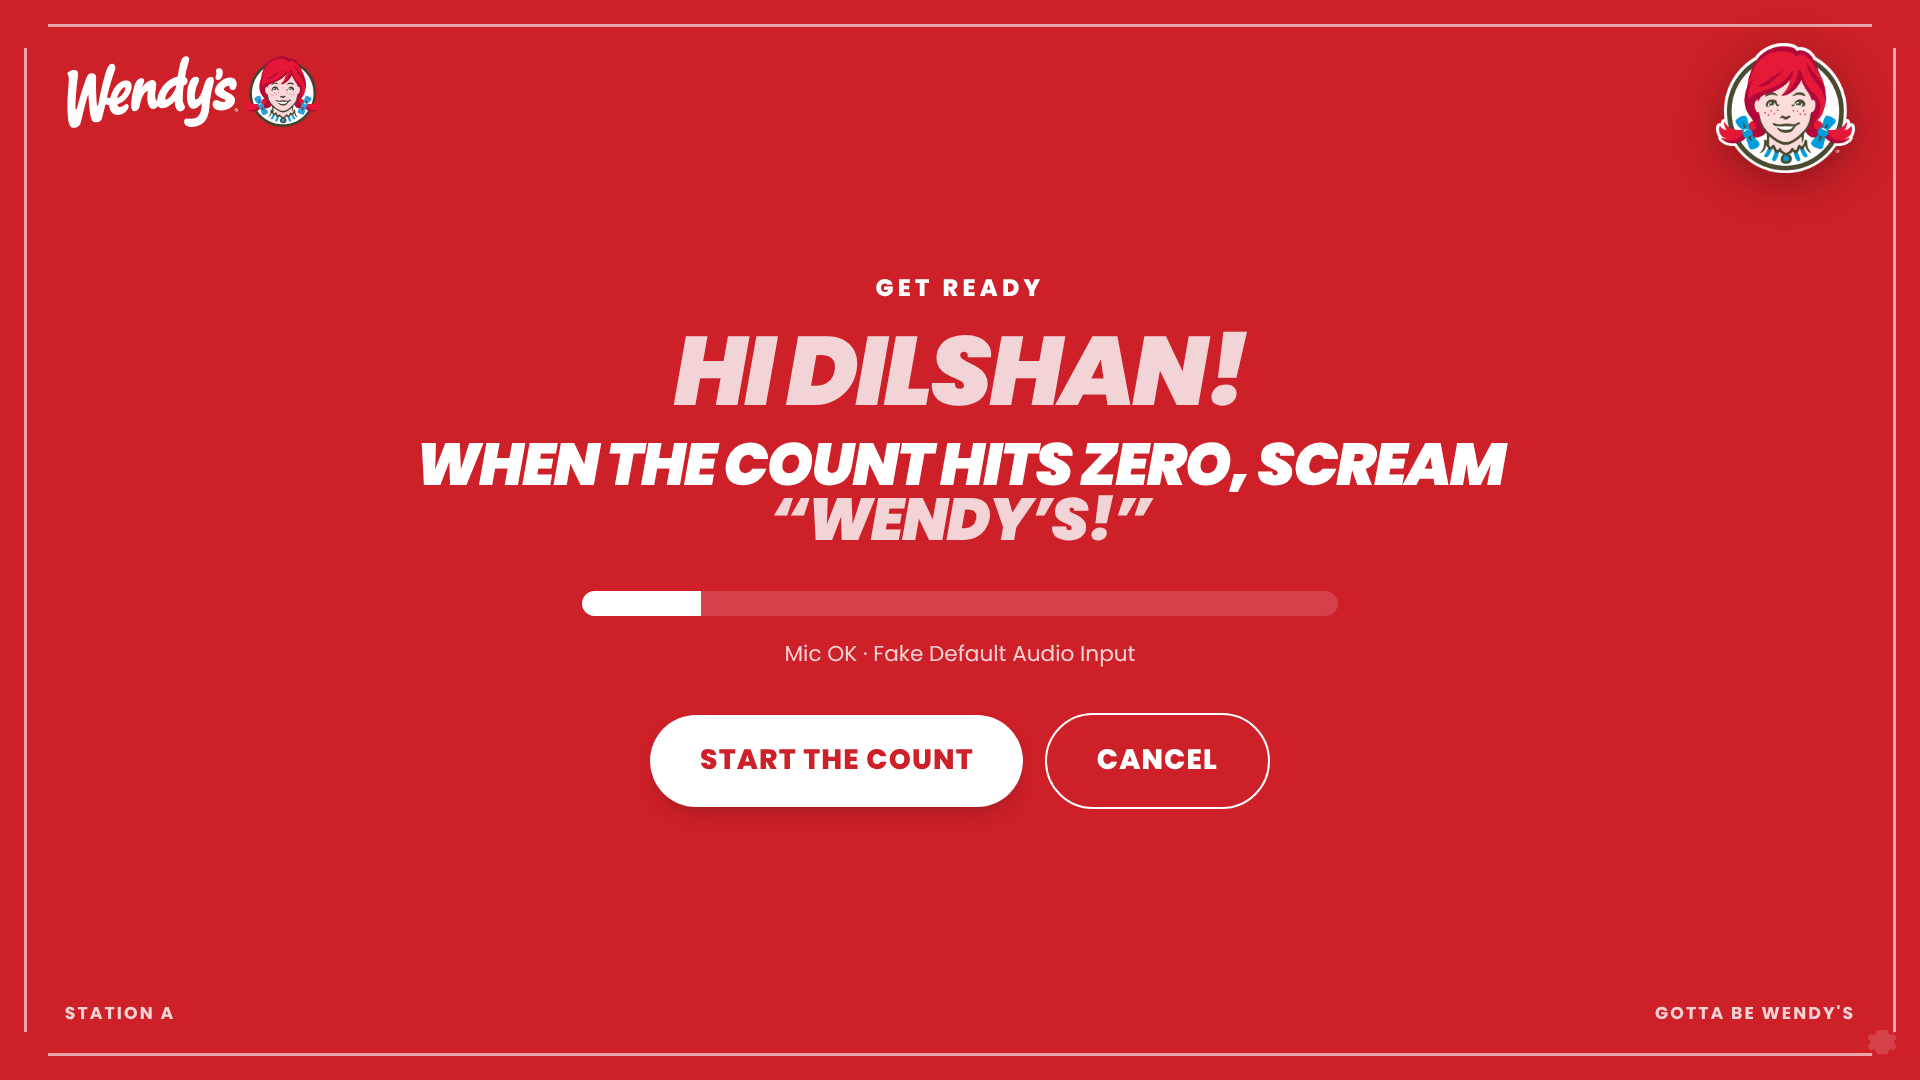 Wendy's
GET READY
HI DILSHAN!
WHEN THE COUNT HITS ZERO, SCREAM
“WENDY’S!”
Mic OK · Fake Default Audio Input
START THE COUNT
CANCEL
STATION A
GOTTA BE WENDY'S